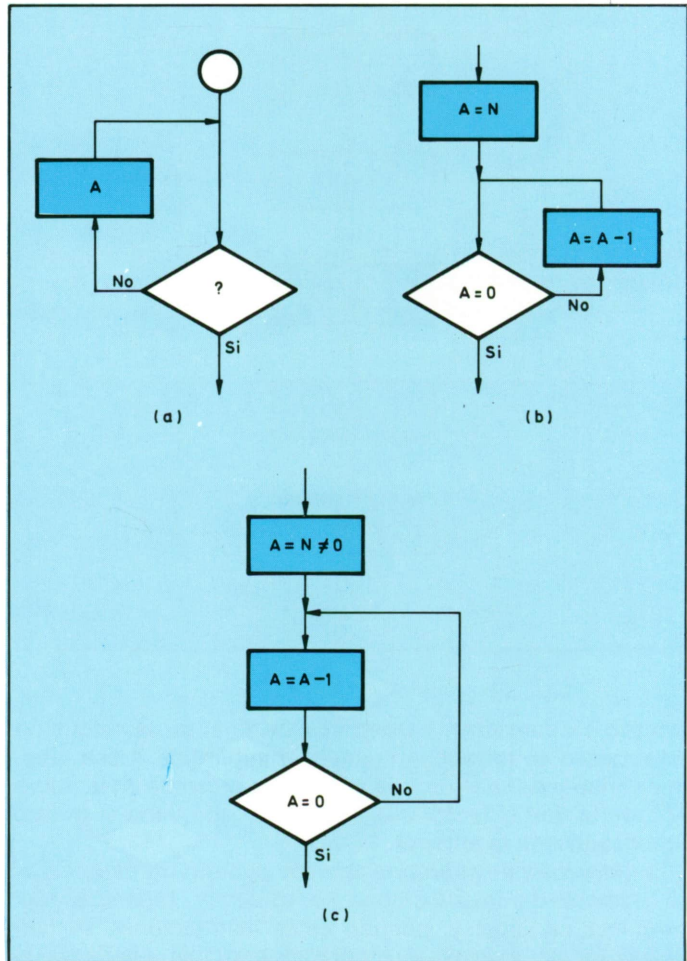 A
No
?
Si
(a)
A = N
A = A - 1
A = 0
No
Si
(b)
A = N ≠ 0
A = A - 1
A = 0
No
Si
(c)